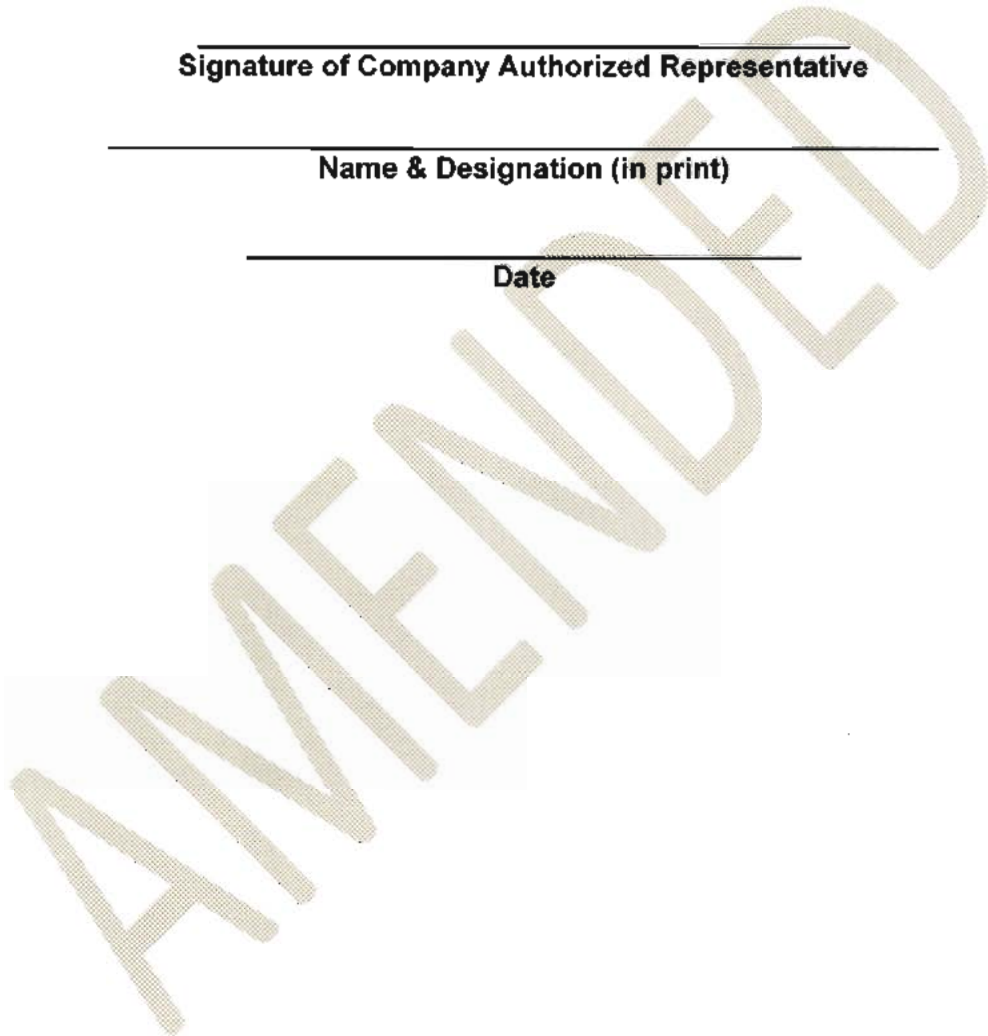 Signature of Company Authorized Representative
Name & Designation (in print)
Date
AMENDED